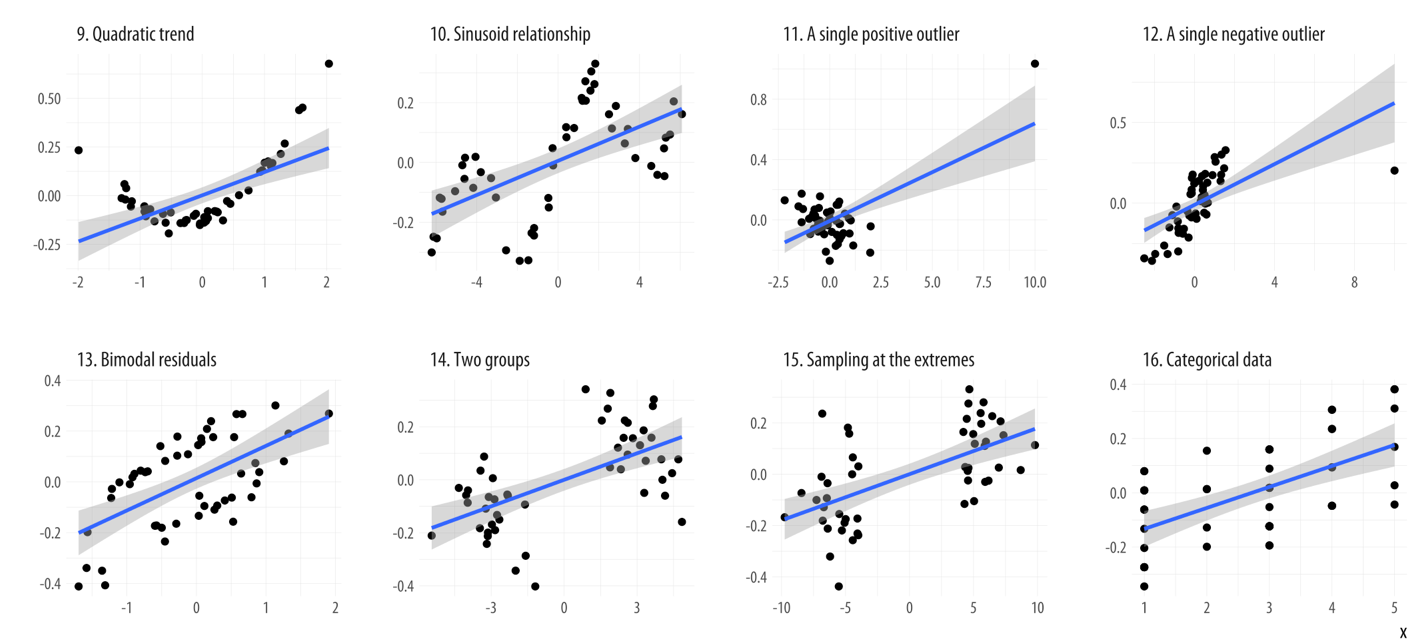 9. Quadratic trend
10. Sinusoid relationship
11. A single positive outlier
12. A single negative outlier
0.50
0.25
0.00
-0.25
-2 -1 0 1 2
0.2
0.0
-0.2
-4 0 4
0.8
0.4
0.0
-2.5 0.0 2.5 5.0 7.5 10.0
0.5
0.0
0 4 8
13. Bimodal residuals
14. Two groups
15. Sampling at the extremes
16. Categorical data
0.4
0.2
0.0
-0.2
-0.4
-1 0 1 2
0.2
0.0
-0.2
-0.4
-3 0 3
0.2
0.0
-0.2
-0.4
-10 -5 0 5 10
0.4
0.2
0.0
-0.2
1 2 3 4 5
x